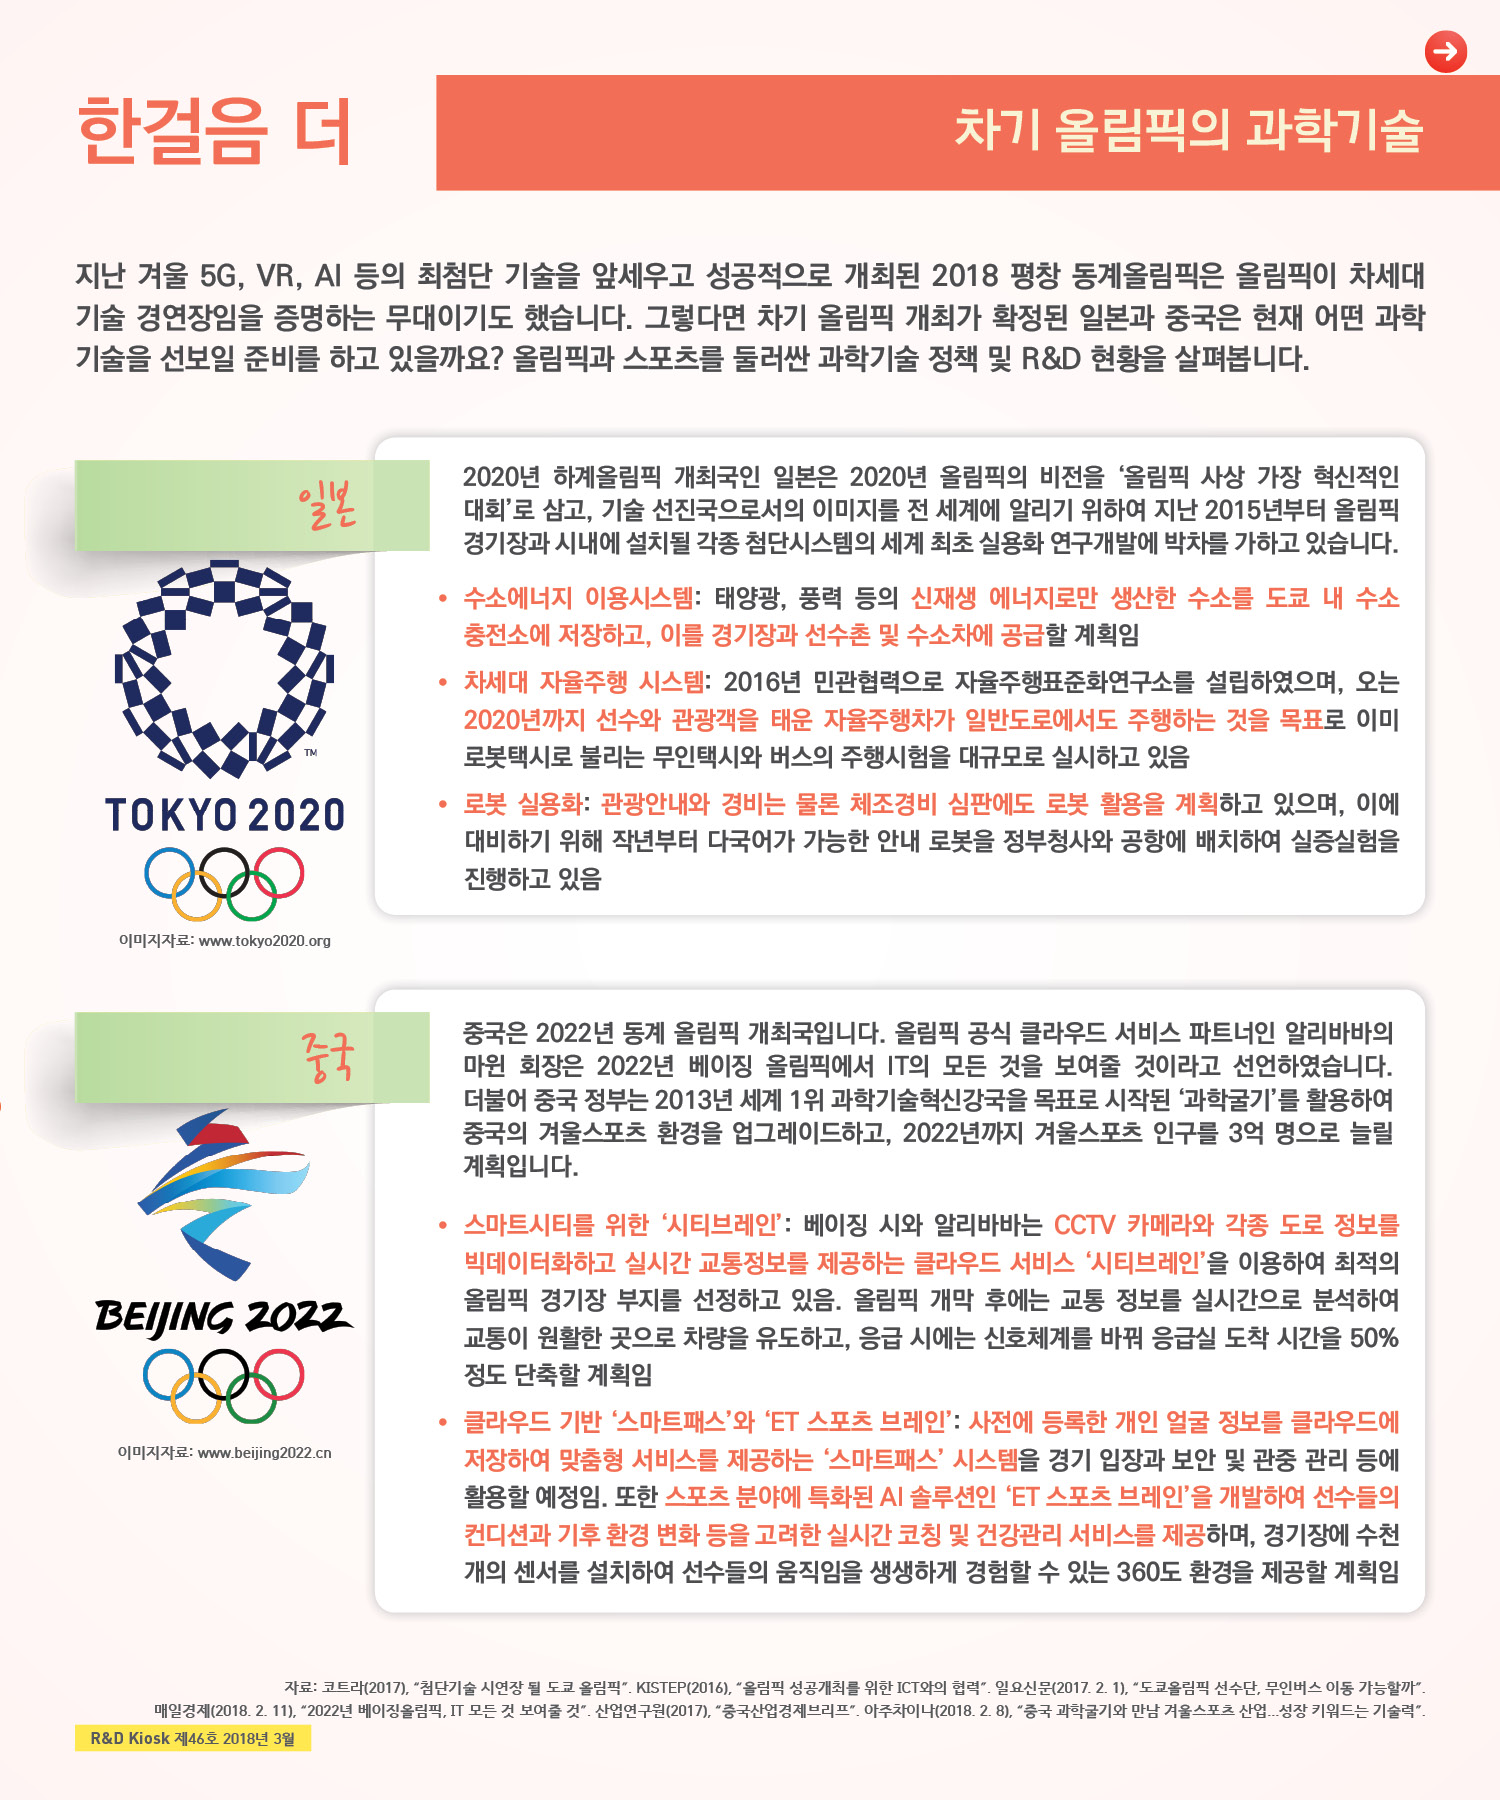 한걸음 더
차기 올림픽의 과학기술
지난 겨울 5G, VR, AI 등의 최첨단 기술을 앞세우고 성공적으로 개최된 2018 평창 동계올림픽은 올림픽이 차세대
기술 경연장임을 증명하는 무대이기도 했습니다. 그렇다면 차기 올림픽 개최가 확정된 일본과 중국은 현재 어떤 과학
기술을 선보일 준비를 하고 있을까요? 올림픽과 스포츠를 둘러싼 과학기술 정책 및 R&D 현황을 살펴봅니다.
일본
TM
TOKYO 2020
이미지자료: www.tokyo2020.org
2020년 하계올림픽 개최국인 일본은 2020년 올림픽의 비전을 ‘올림픽 사상 가장 혁신적인
대회’로 삼고, 기술 선진국으로서의 이미지를 전 세계에 알리기 위하여 지난 2015년부터 올림픽
경기장과 시내에 설치될 각종 첨단시스템의 세계 최초 실용화 연구개발에 박차를 가하고 있습니다.
• 수소에너지 이용시스템: 태양광, 풍력 등의 신재생 에너지로만 생산한 수소를 도쿄 내 수소
충전소에 저장하고, 이를 경기장과 선수촌 및 수소차에 공급할 계획임
• 차세대 자율주행 시스템: 2016년 민관협력으로 자율주행표준화연구소를 설립하였으며, 오는
2020년까지 선수와 관광객을 태운 자율주행차가 일반도로에서도 주행하는 것을 목표로 이미
로봇택시로 불리는 무인택시와 버스의 주행시험을 대규모로 실시하고 있음
• 로봇 실용화: 관광안내와 경비는 물론 체조경비 심판에도 로봇 활용을 계획하고 있으며, 이에
대비하기 위해 작년부터 다국어가 가능한 안내 로봇을 정부청사와 공항에 배치하여 실증실험을
진행하고 있음
중국
BEIJING 2022
이미지자료: www.beijing2022.cn
중국은 2022년 동계 올림픽 개최국입니다. 올림픽 공식 클라우드 서비스 파트너인 알리바바의
마윈 회장은 2022년 베이징 올림픽에서 IT의 모든 것을 보여줄 것이라고 선언하였습니다.
더불어 중국 정부는 2013년 세계 1위 과학기술혁신강국을 목표로 시작된 ‘과학굴기’를 활용하여
중국의 겨울스포츠 환경을 업그레이드하고, 2022년까지 겨울스포츠 인구를 3억 명으로 늘릴
계획입니다.
• 스마트시티를 위한 ‘시티브레인’: 베이징 시와 알리바바는 CCTV 카메라와 각종 도로 정보를
빅데이터화하고 실시간 교통정보를 제공하는 클라우드 서비스 ‘시티브레인’을 이용하여 최적의
올림픽 경기장 부지를 선정하고 있음. 올림픽 개막 후에는 교통 정보를 실시간으로 분석하여
교통이 원활한 곳으로 차량을 유도하고, 응급 시에는 신호체계를 바꿔 응급실 도착 시간을 50%
정도 단축할 계획임
• 클라우드 기반 ‘스마트패스’와 ‘ET 스포츠 브레인’: 사전에 등록한 개인 얼굴 정보를 클라우드에
저장하여 맞춤형 서비스를 제공하는 ‘스마트패스’ 시스템을 경기 입장과 보안 및 관중 관리 등에
활용할 예정임. 또한 스포츠 분야에 특화된 AI 솔루션인 ‘ET 스포츠 브레인’을 개발하여 선수들의
컨디션과 기후 환경 변화 등을 고려한 실시간 코칭 및 건강관리 서비스를 제공하며, 경기장에 수천
개의 센서를 설치하여 선수들의 움직임을 생생하게 경험할 수 있는 360도 환경을 제공할 계획임
자료: 코트라(2017), “첨단기술 시연장 될 도쿄 올림픽”. KISTEP(2016), “올림픽 성공개최를 위한 ICT와의 협력”. 일요신문(2017. 2. 1), “도쿄올림픽 선수단, 무인버스 이동 가능할까”.
매일경제(2018. 2. 11), “2022년 베이징올림픽, IT 모든 것 보여줄 것”. 산업연구원(2017), “중국산업경제브리프”. 아주차이나(2018. 2. 8), “중국 과학굴기와 만남 겨울스포츠 산업...성장 키워드는 기술력”.
R&D Kiosk 제46호 2018년 3월